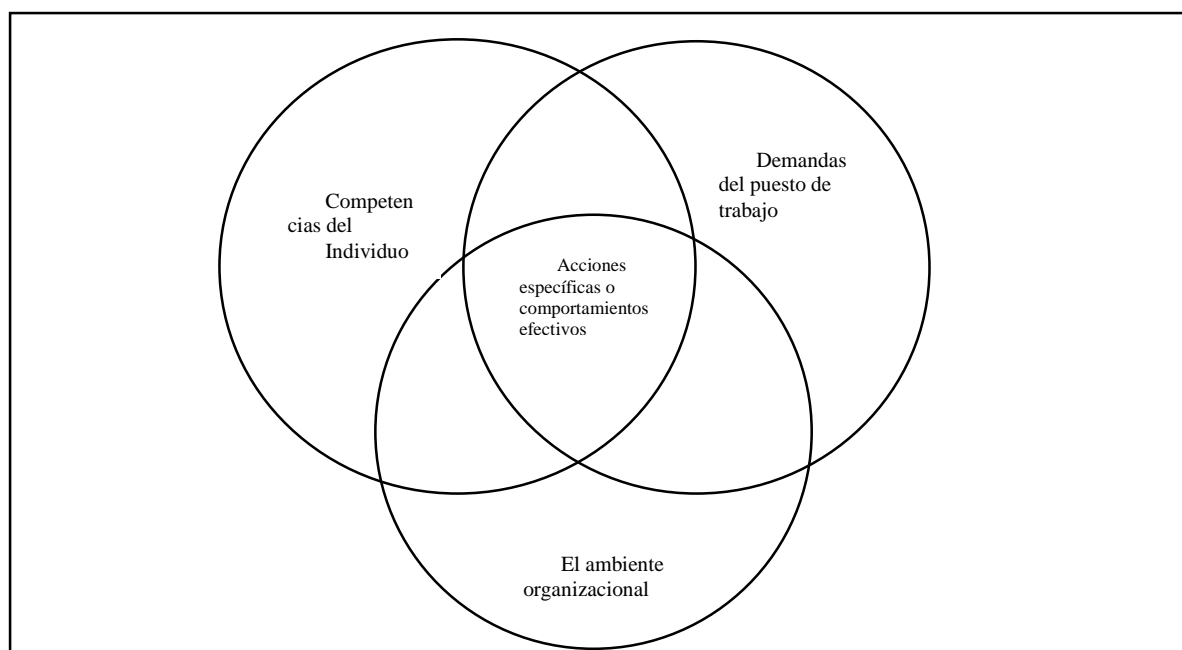 Competen
cias del
Individuo
Demandas
del puesto de
trabajo
Acciones
específicas o
comportamientos
efectivos
El ambiente
organizacional